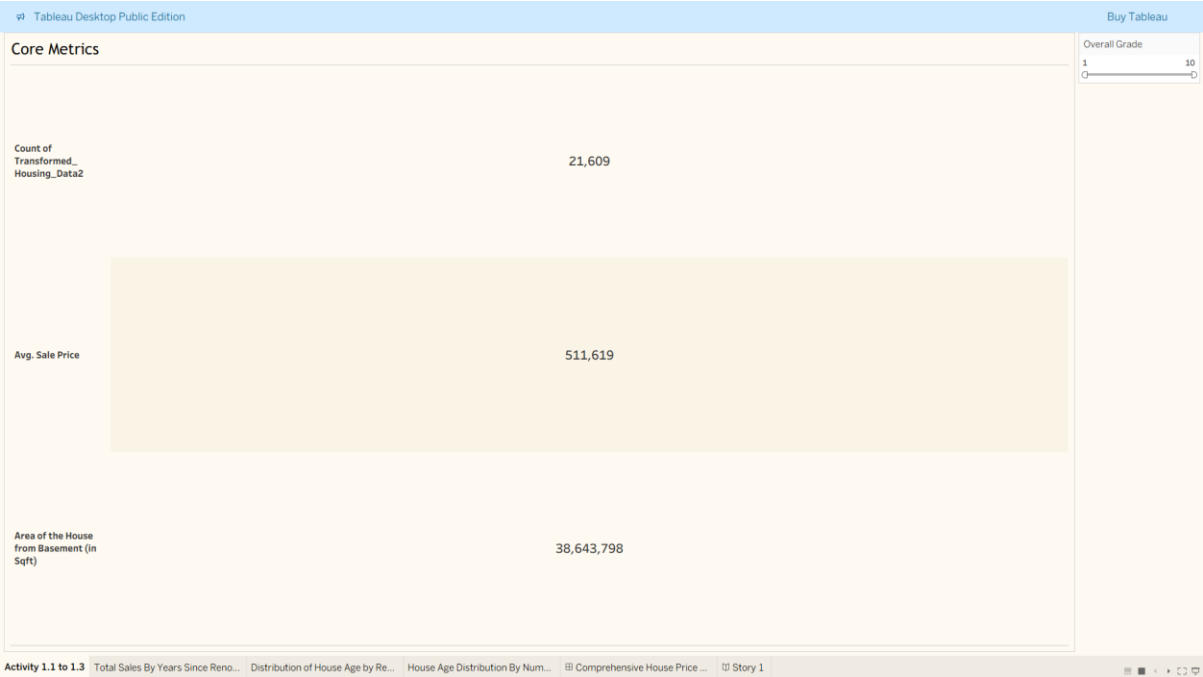 Tableau Desktop Public Edition
Buy Tableau
Core Metrics
Overall Grade
1 10
Count of
Transformed_
Housing_Data2
21,609
Avg. Sale Price
511,619
Area of the House
from Basement (in
Sqft)
38,643,798
Activity 1.1 to 1.3 Total Sales By Years Since Reno... Distribution of House Age by Re... House Age Distribution By Num... Comprehensive House Price ... Story 1